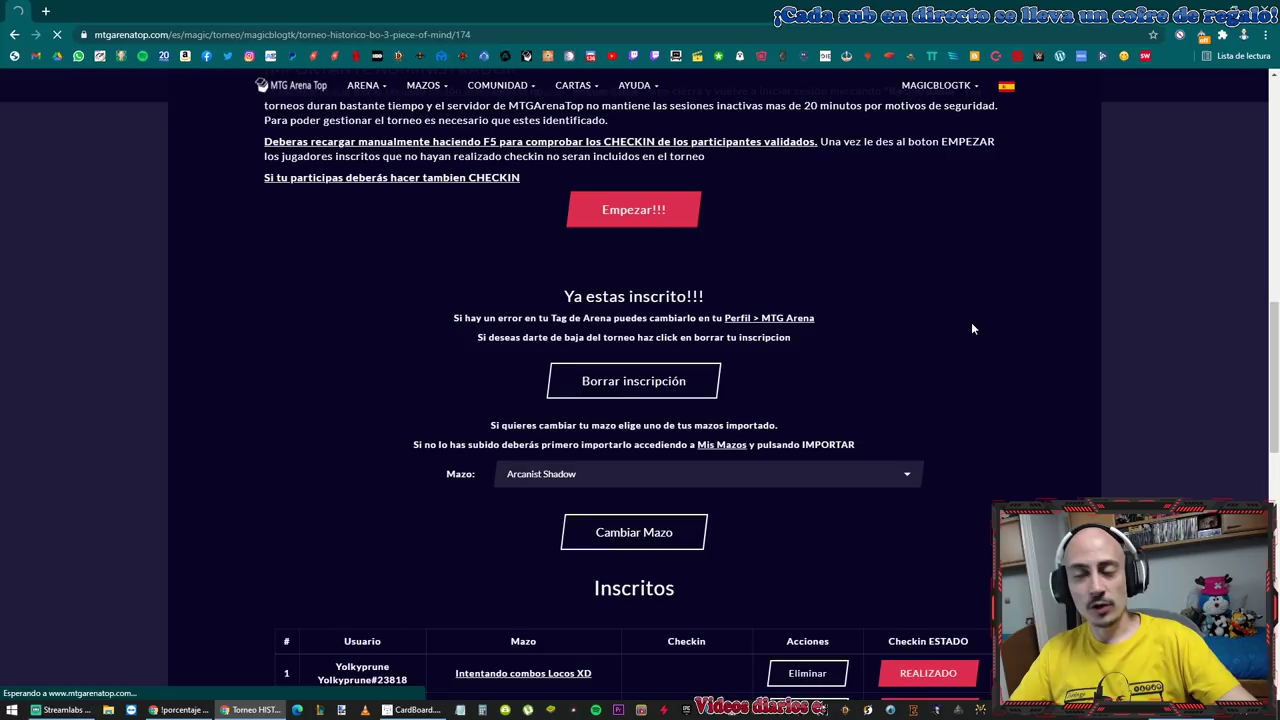 ¡Cada sub en directo se lleva un cofre de regalo!
mtgarenatop.com/es/magic/torneo/magicblogtk/torneo-historico-bo-3-piece-of-mind/174
Lista de lectura
MTG Arena Top ARENA MAZOS COMUNIDAD CARTAS AYUDA MAGICBLOGTK
torneos duran bastante tiempo y el servidor de MTGArenaTop no mantiene las sesiones inactivas mas de 20 minutos por motivos de seguridad.
Para poder gestionar el torneo es necesario que estes identificado.
Deberas recargar manualmente haciendo F5 para comprobar los CHECKIN de los participantes validados. Una vez le des al boton EMPEZAR
los jugadores inscritos que no hayan realizado checkin no seran incluidos en el torneo
Si tu participas deberás hacer tambien CHECKIN
Empezar!!!
Ya estas inscrito!!!
Si hay un error en tu Tag de Arena puedes cambiarlo en tu Perfil > MTG Arena
Si deseas darte de baja del torneo haz click en borrar tu inscripcion
Borrar inscripción
Si quieres cambiar tu mazo elige uno de tus mazos importado.
Si no lo has subido deberás primero importarlo accediendo a Mis Mazos y pulsando IMPORTAR
Mazo: Arcanist Shadow
Cambiar Mazo
Inscritos
# Usuario Mazo Checkin Acciones Checkin ESTADO
1 Yolkyprune Intentando combos Locos XD Eliminar REALIZADO
Yolkyprune#23818
Esperando a www.mtgarenatop.com...
Streamlabs !porcentaje Torneo HIST... CardBoard...
Videos diarios e